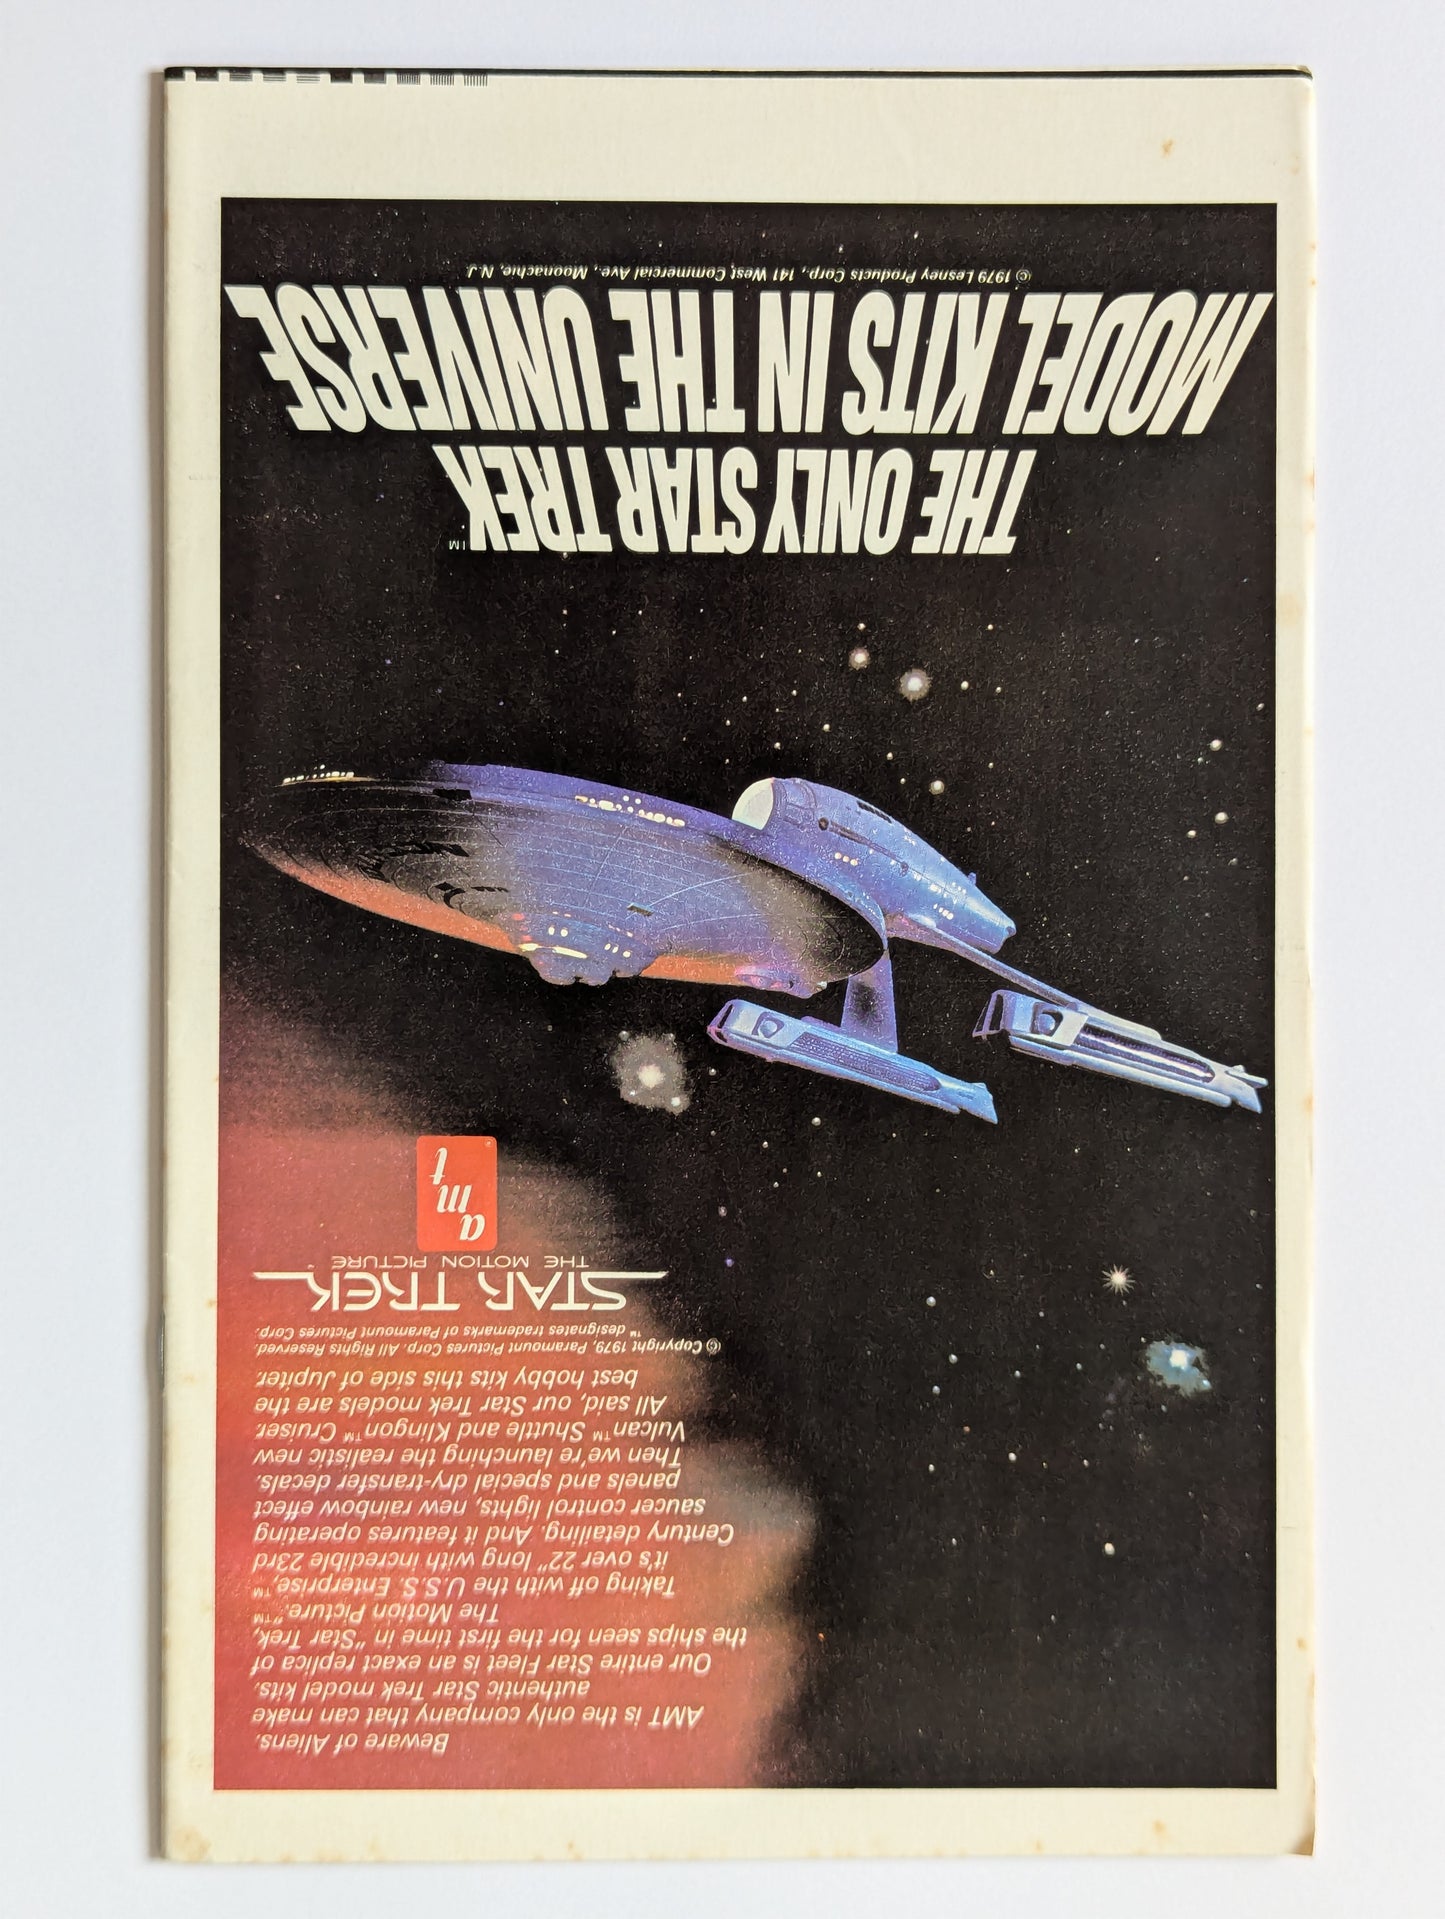 Beware of Aliens.
AMT is the only company that can make
authentic Star Trek model kits.
Our entire Star Fleet is an exact replica of
the ships seen for the first time in "Star Trek,
The Motion Picture."™
Taking off with the U.S.S. Enterprise,™
it's over 22" long with incredible 23rd
Century detailing. And it features operating
saucer control lights, new rainbow effect
panels and special dry-transfer decals.
Then we're launching the realistic new
Vulcan™ Shuttle and Klingon™ Cruiser.
All said, our Star Trek models are the
best hobby kits this side of Jupiter.
© Copyright 1979, Paramount Pictures Corp. All Rights Reserved.
™ designates trademarks of Paramount Pictures Corp.
STAR TREK
THE MOTION PICTURE™
amt®
THE ONLY STAR TREK™
MODEL KITS IN THE UNIVERSE
© 1979 Lesney Products Corp., 141 West Commercial Ave., Moonachie, N.J.